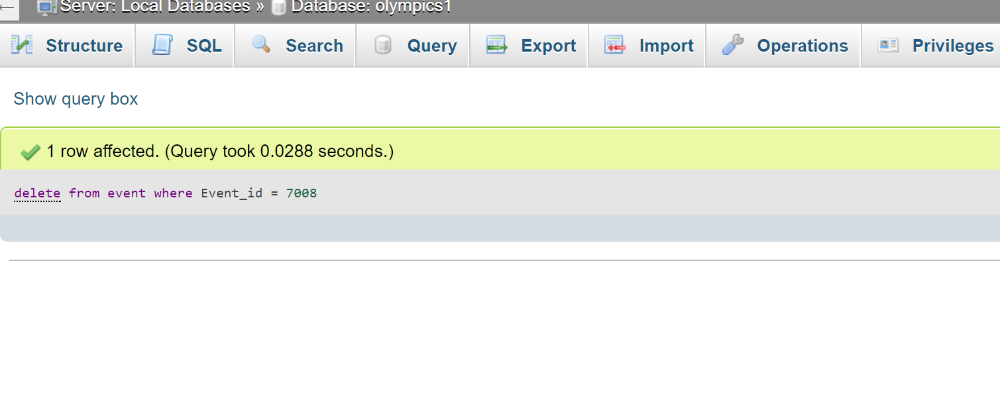 Server: Local Databases » Database: olympics1
Structure SQL Search Query Export Import Operations Privileges
Show query box
1 row affected. (Query took 0.0288 seconds.)
delete from event where Event_id = 7008